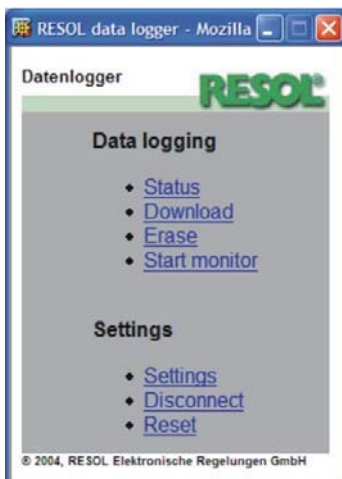 RESOL data logger - Mozilla
Datenlogger
RESOL®
Data logging
• Status
• Download
• Erase
• Start monitor
Settings
• Settings
• Disconnect
• Reset
© 2004, RESOL Elektronische Regelungen GmbH